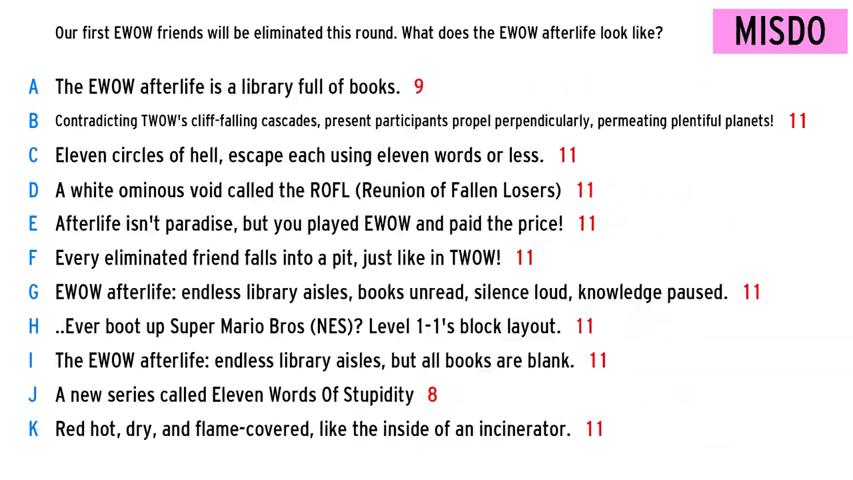 Our first EWOW friends will be eliminated this round. What does the EWOW afterlife look like?
MISDO
A The EWOW afterlife is a library full of books. 9
B Contradicting TWOW's cliff-falling cascades, present participants propel perpendicularly, permeating plentiful planets! 11
C Eleven circles of hell, escape each using eleven words or less. 11
D A white ominous void called the ROFL (Reunion of Fallen Losers) 11
E Afterlife isn't paradise, but you played EWOW and paid the price! 11
F Every eliminated friend falls into a pit, just like in TWOW! 11
G EWOW afterlife: endless library aisles, books unread, silence loud, knowledge paused. 11
H ..Ever boot up Super Mario Bros (NES)? Level 1-1's block layout. 11
I The EWOW afterlife: endless library aisles, but all books are blank. 11
J A new series called Eleven Words Of Stupidity 8
K Red hot, dry, and flame-covered, like the inside of an incinerator. 11